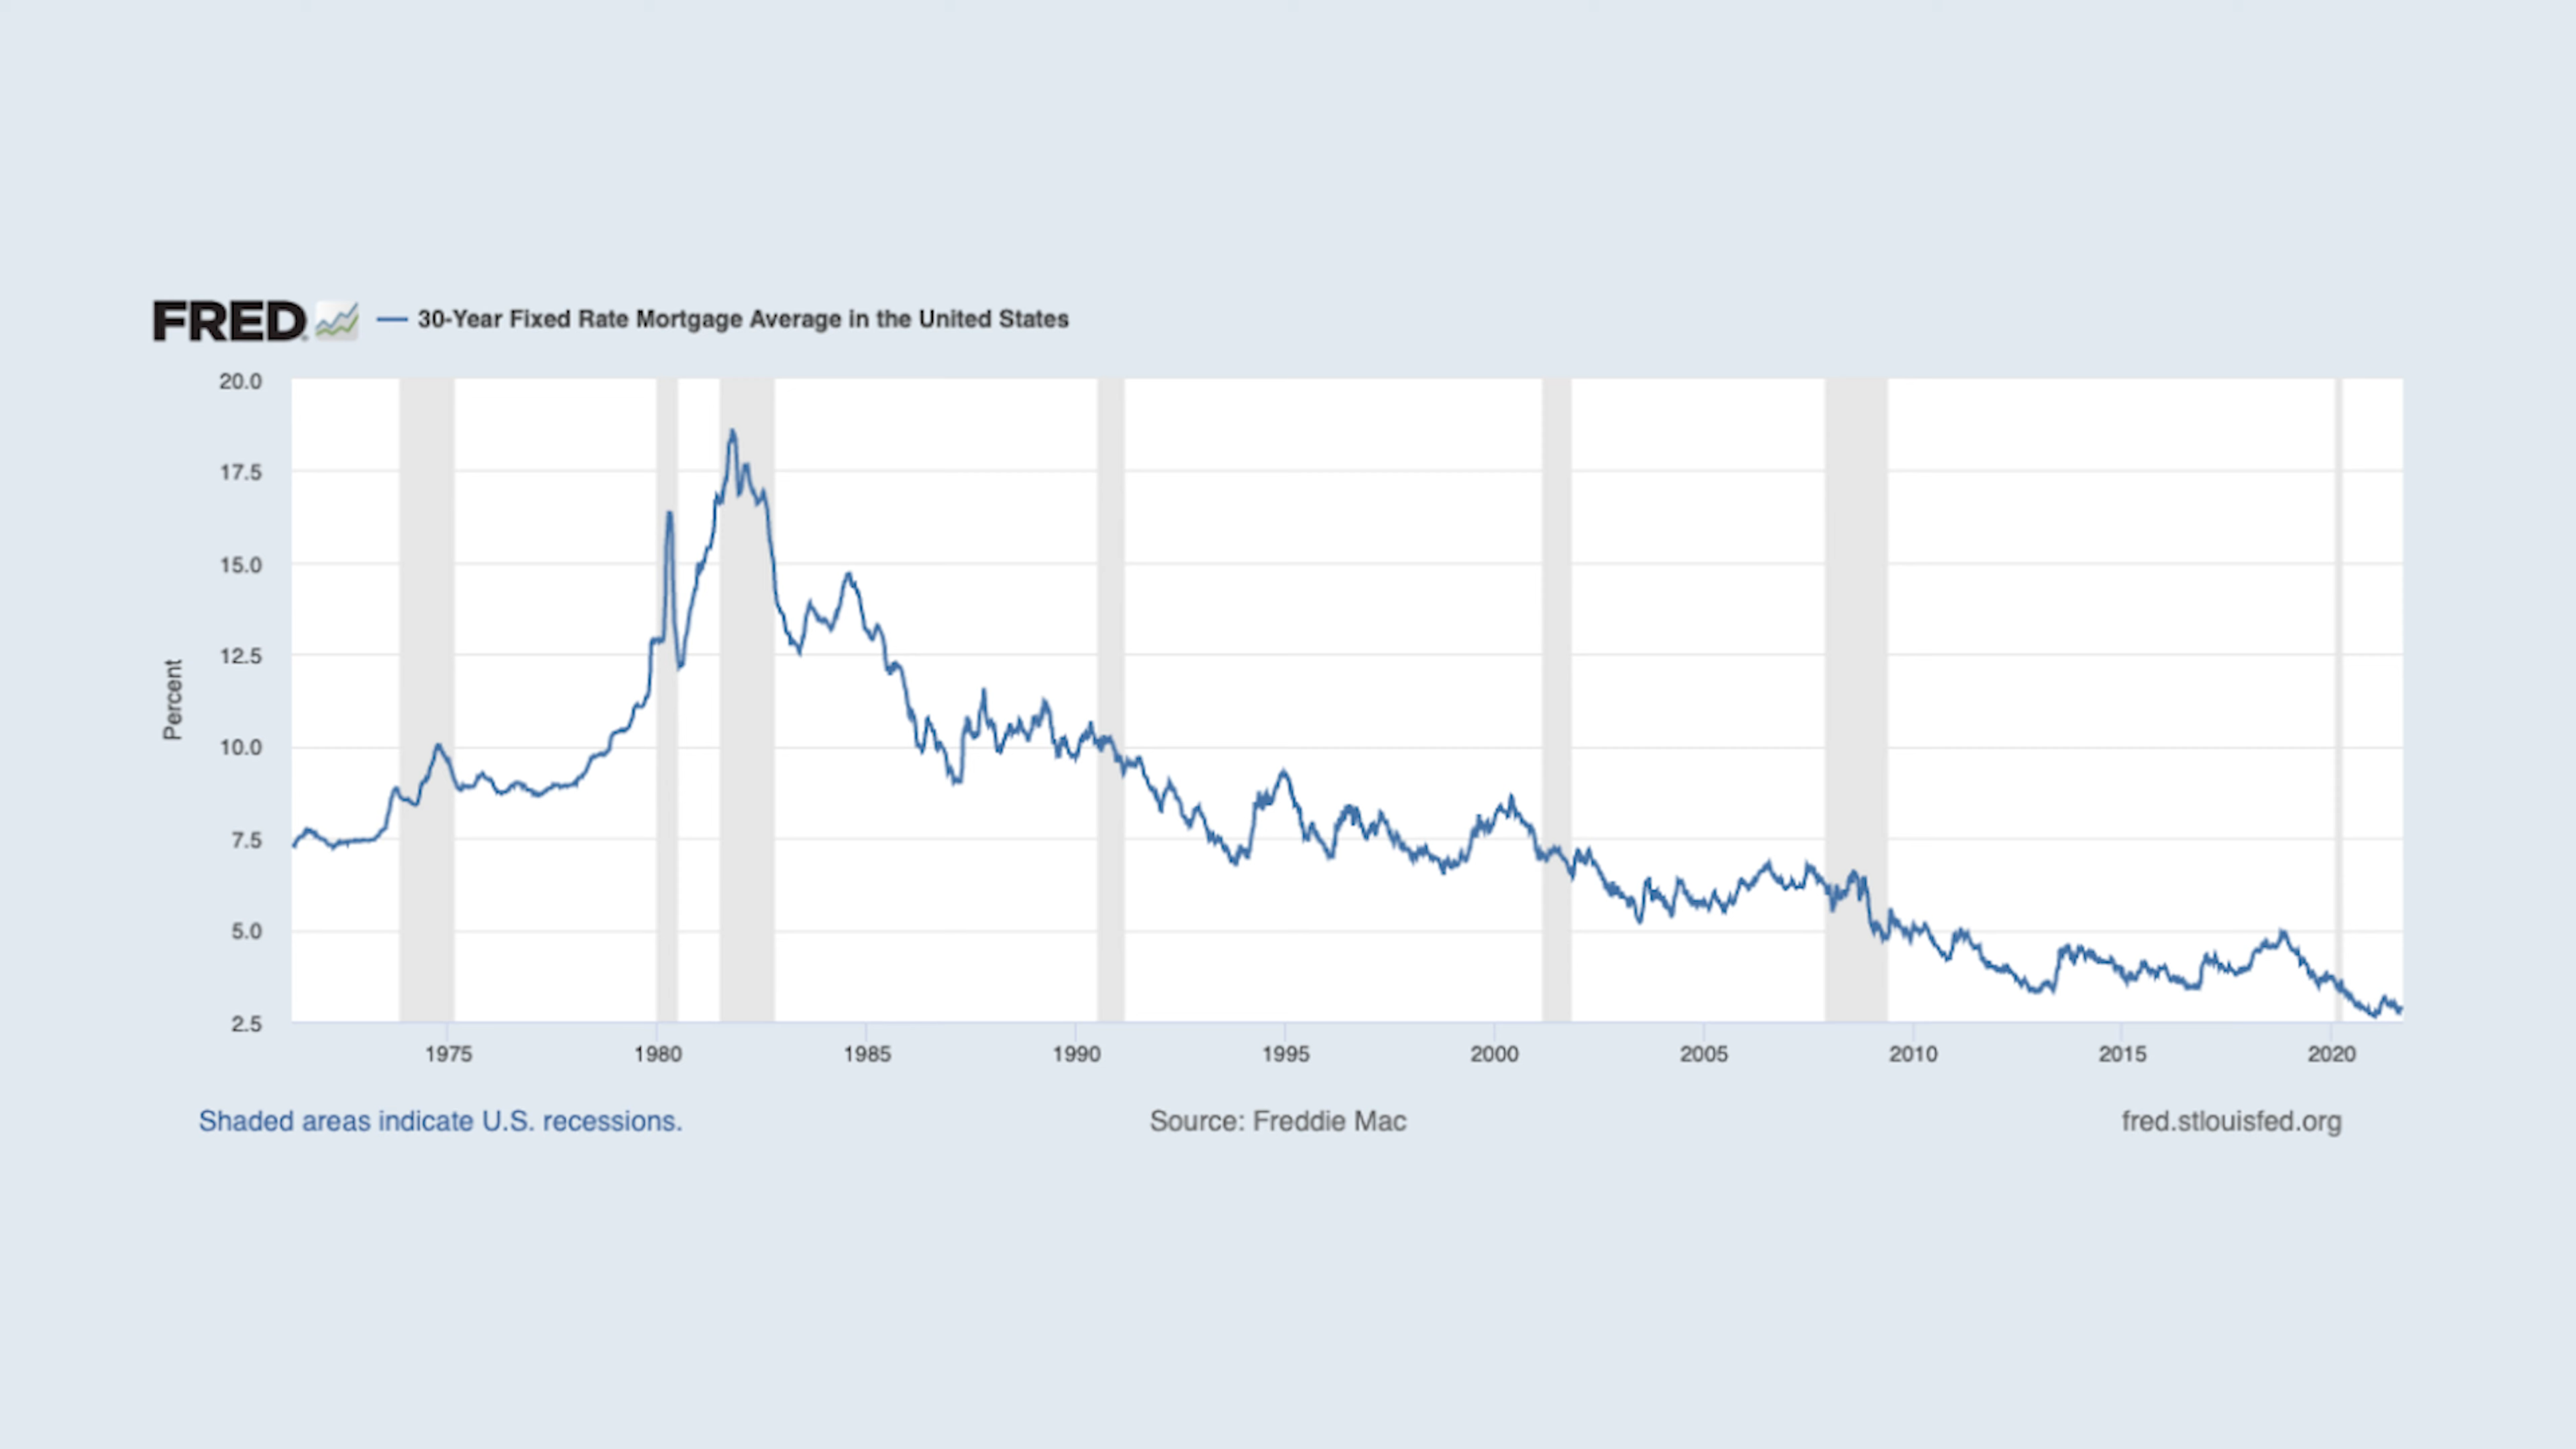 FRED 30-Year Fixed Rate Mortgage Average in the United States
20.0
17.5
15.0
12.5
10.0
7.5
5.0
2.5
Percent
1975 1980 1985 1990 1995 2000 2005 2010 2015 2020
Shaded areas indicate U.S. recessions. Source: Freddie Mac fred.stlouisfed.org